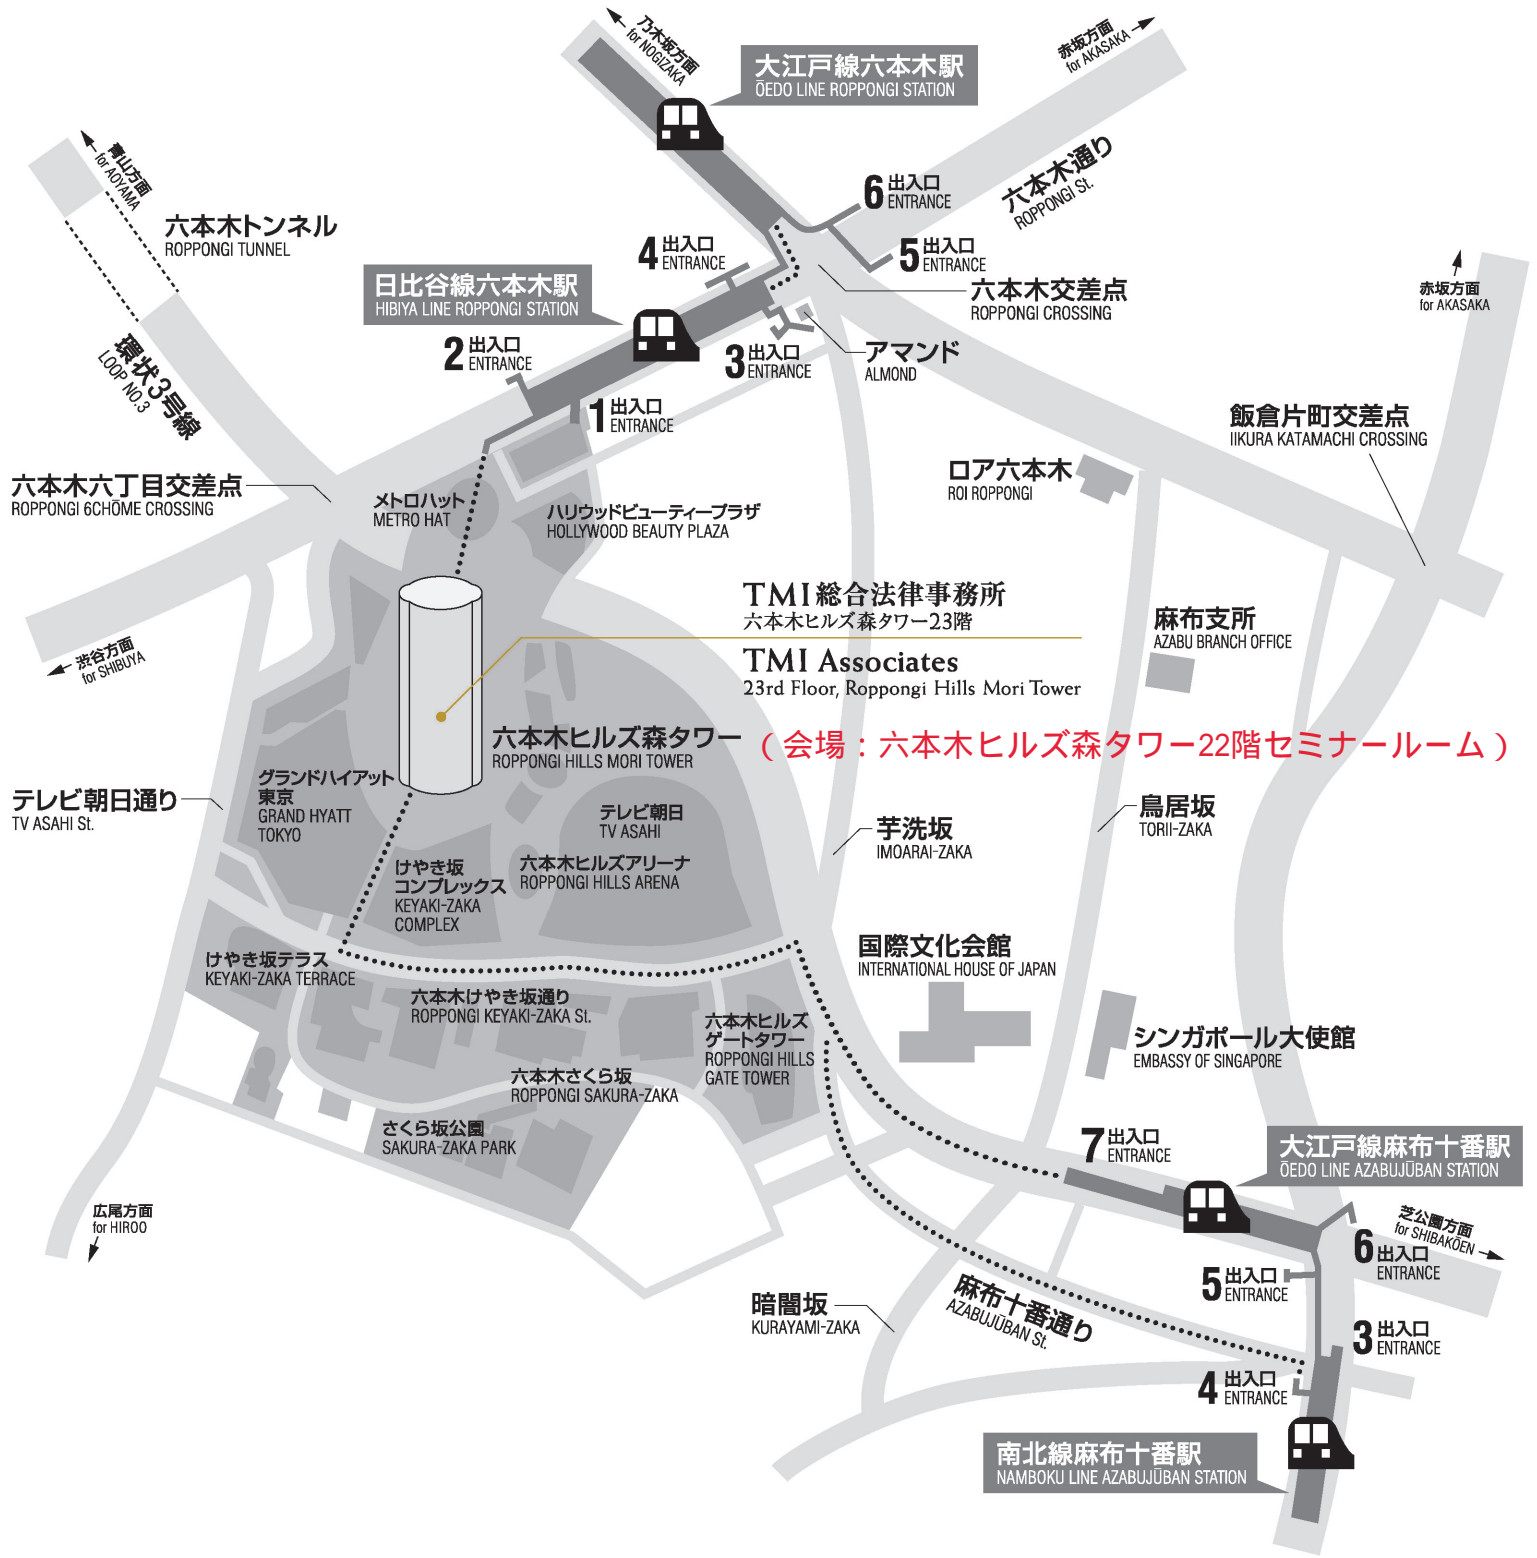 乃木坂方面
for NOGIZAKA
大江戸線六本木駅
ŌEDO LINE ROPPONGI STATION
赤坂方面
for AKASAKA
青山方面
for AOYAMA
六本木トンネル
ROPPONGI TUNNEL
6 出入口
ENTRANCE
六本木通り
ROPPONGI St.
4 出入口
ENTRANCE
5 出入口
ENTRANCE
日比谷線六本木駅
HIBIYA LINE ROPPONGI STATION
六本木交差点
ROPPONGI CROSSING
赤坂方面
for AKASAKA
2 出入口
ENTRANCE
3 出入口
ENTRANCE
アマンド
ALMOND
環状3号線
LOOP NO.3
1 出入口
ENTRANCE
飯倉片町交差点
IIKURA KATAMACHI CROSSING
六本木六丁目交差点
ROPPONGI 6CHŌME CROSSING
メトロハット
METRO HAT
ハリウッドビューティープラザ
HOLLYWOOD BEAUTY PLAZA
ロア六本木
ROI ROPPONGI
TMI総合法律事務所
六本木ヒルズ森タワー23階
TMI Associates
23rd Floor, Roppongi Hills Mori Tower
麻布支所
AZABU BRANCH OFFICE
渋谷方面
for SHIBUYA
六本木ヒルズ森タワー
ROPPONGI HILLS MORI TOWER
（会場：六本木ヒルズ森タワー22階セミナールーム）
グランドハイアット
東京
GRAND HYATT
TOKYO
テレビ朝日通り
TV ASAHI St.
テレビ朝日
TV ASAHI
芋洗坂
IMOARAI-ZAKA
鳥居坂
TORII-ZAKA
けやき坂
コンプレックス
KEYAKI-ZAKA
COMPLEX
六本木ヒルズアリーナ
ROPPONGI HILLS ARENA
けやき坂テラス
KEYAKI-ZAKA TERRACE
国際文化会館
INTERNATIONAL HOUSE OF JAPAN
六本木けやき坂通り
ROPPONGI KEYAKI-ZAKA St.
六本木ヒルズ
ゲートタワー
ROPPONGI HILLS
GATE TOWER
シンガポール大使館
EMBASSY OF SINGAPORE
六本木さくら坂
ROPPONGI SAKURA-ZAKA
さくら坂公園
SAKURA-ZAKA PARK
7 出入口
ENTRANCE
大江戸線麻布十番駅
ŌEDO LINE AZABUJŪBAN STATION
広尾方面
for HIROO
芝公園方面
for SHIBAKŌEN
6 出入口
ENTRANCE
5 出入口
ENTRANCE
暗闇坂
KURAYAMI-ZAKA
麻布十番通り
AZABUJŪBAN St.
3 出入口
ENTRANCE
4 出入口
ENTRANCE
南北線麻布十番駅
NAMBOKU LINE AZABUJŪBAN STATION